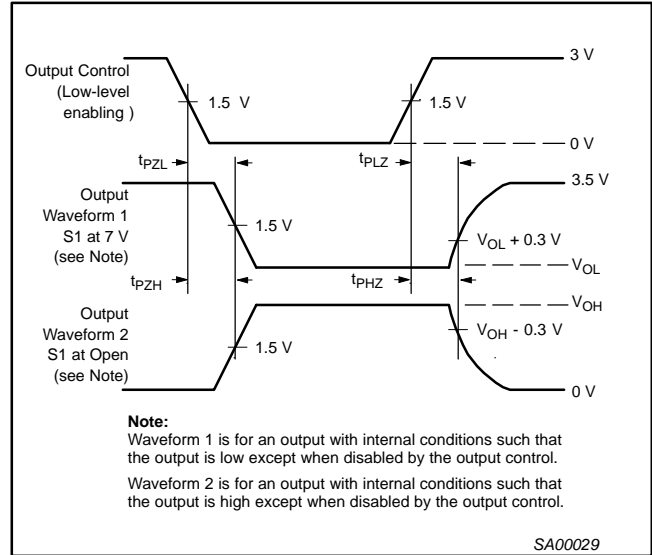 3 V
Output Control
(Low-level
enabling )
1.5 V
1.5 V
0 V
tPZL
tPLZ
3.5 V
Output
Waveform 1
S1 at 7 V
(see Note)
1.5 V
VOL + 0.3 V
VOL
tPZH
tPHZ
VOH
Output
Waveform 2
S1 at Open
(see Note)
1.5 V
VOH - 0.3 V
0 V
Note:
Waveform 1 is for an output with internal conditions such that
the output is low except when disabled by the output control.
Waveform 2 is for an output with internal conditions such that
the output is high except when disabled by the output control.
SA00029